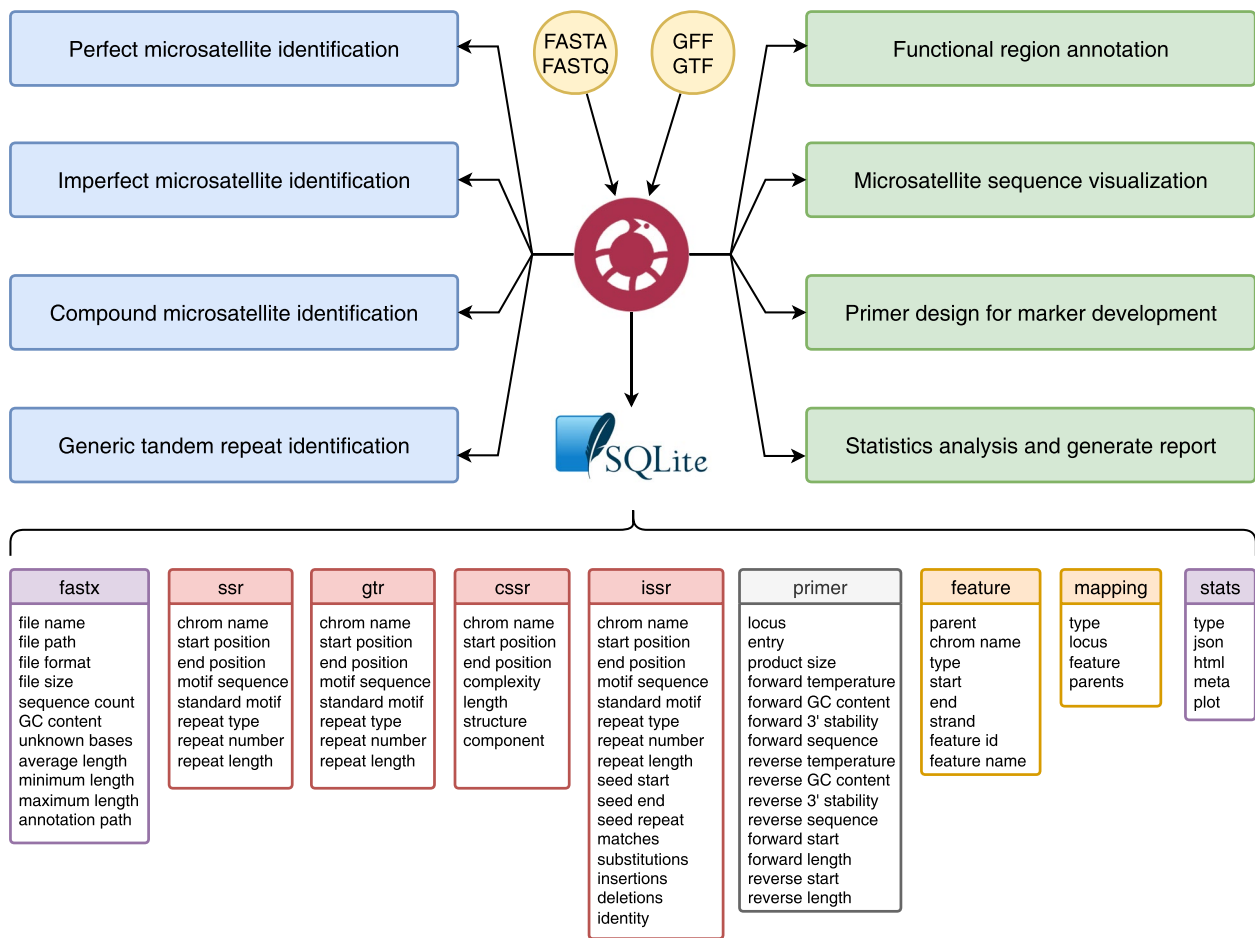 Perfect microsatellite identification
FASTA
FASTQ
GFF
GTF
Functional region annotation
Imperfect microsatellite identification
Microsatellite sequence visualization
Compound microsatellite identification
Primer design for marker development
Generic tandem repeat identification
SQLite
Statistics analysis and generate report
fastx
file name
file path
file format
file size
sequence count
GC content
unknown bases
average length
minimum length
maximum length
annotation path
ssr
chrom name
start position
end position
motif sequence
standard motif
repeat type
repeat number
repeat length
gtr
chrom name
start position
end position
motif sequence
standard motif
repeat type
repeat number
repeat length
cssr
chrom name
start position
end position
complexity
length
structure
component
issr
chrom name
start position
end position
motif sequence
standard motif
repeat type
repeat number
repeat length
seed start
seed end
seed repeat
matches
substitutions
insertions
deletions
identity
primer
locus
entry
product size
forward temperature
forward GC content
forward 3' stability
forward sequence
reverse temperature
reverse GC content
reverse 3' stability
reverse sequence
forward start
forward length
reverse start
reverse length
feature
parent
chrom name
type
start
end
strand
feature id
feature name
mapping
type
locus
feature
parents
stats
type
json
html
meta
plot